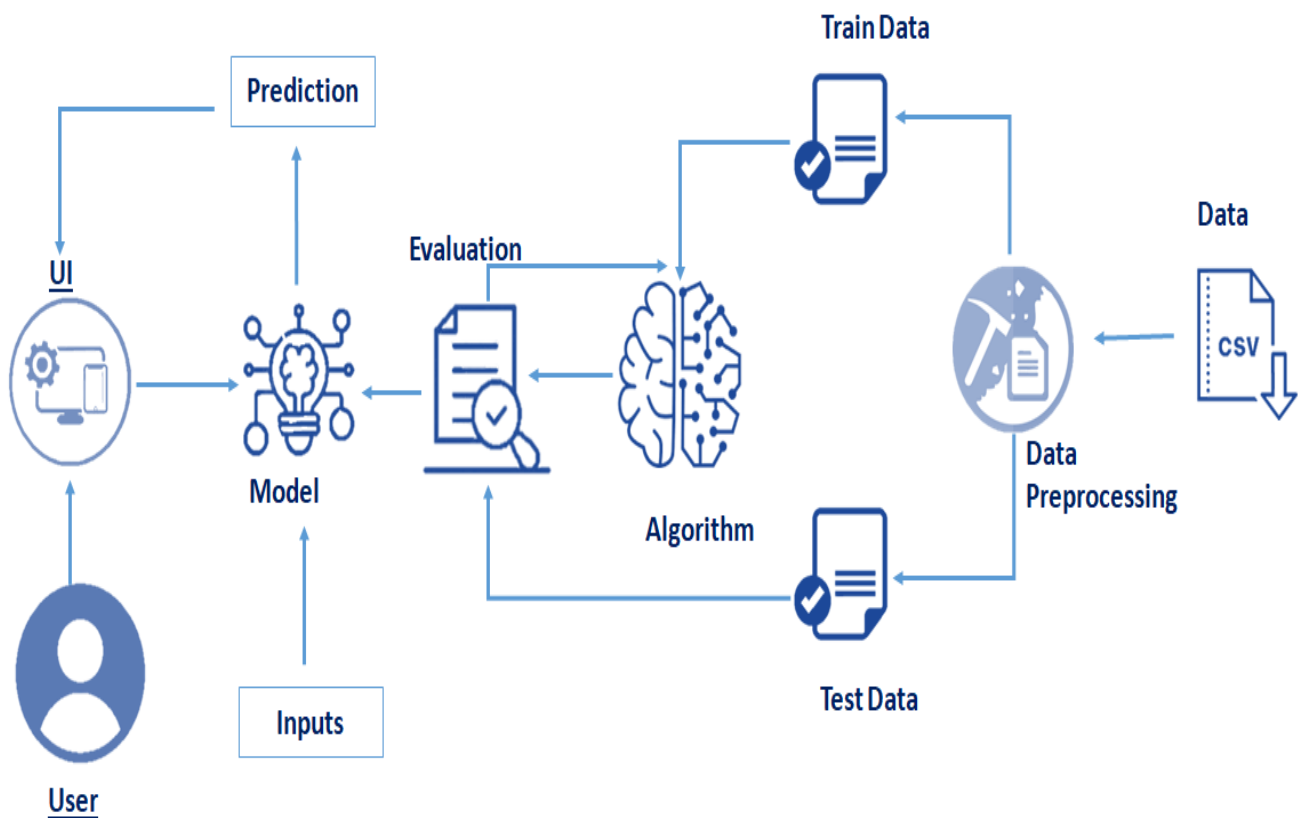 Train Data
Prediction
Data
Evaluation
UI
CSV
Data
Preprocessing
Model
Algorithm
Test Data
Inputs
User